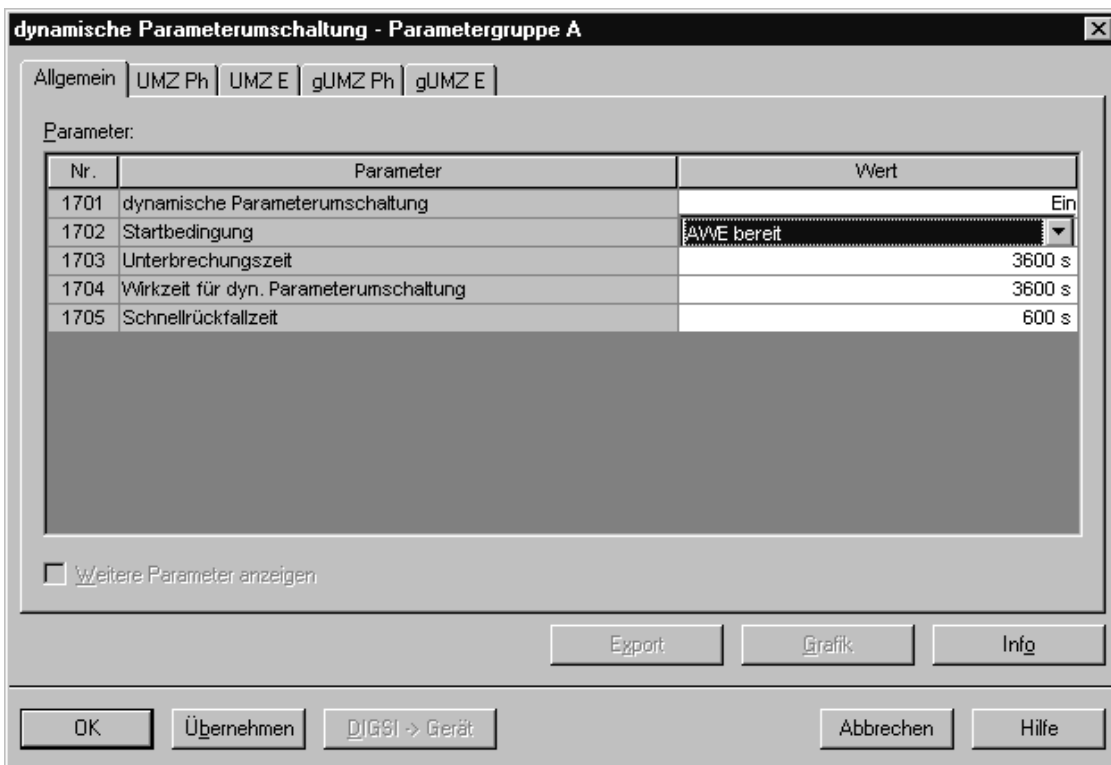 dynamische Parameterumschaltung - Parametergruppe A
Allgemein UMZ Ph UMZ E gUMZ Ph gUMZ E
Parameter:
Nr. Parameter Wert
1701 dynamische Parameterumschaltung Ein
1702 Startbedingung AWE bereit
1703 Unterbrechungszeit 3600 s
1704 Wirkzeit für dyn. Parameterumschaltung 3600 s
1705 Schnellrückfallzeit 600 s
Weitere Parameter anzeigen
Export Grafik Info
OK Übernehmen DIGSI -> Gerät Abbrechen Hilfe